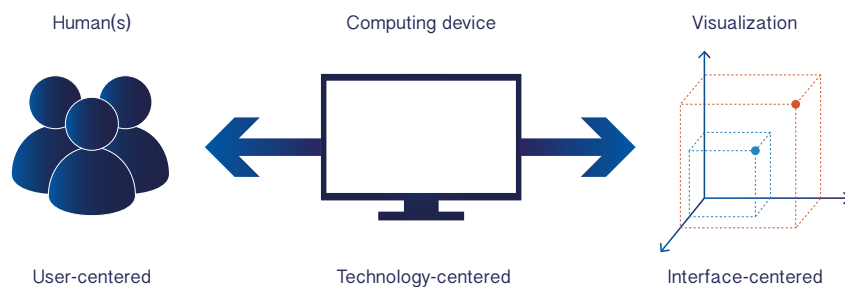 Human(s)
Computing device
Visualization
User-centered
Technology-centered
Interface-centered